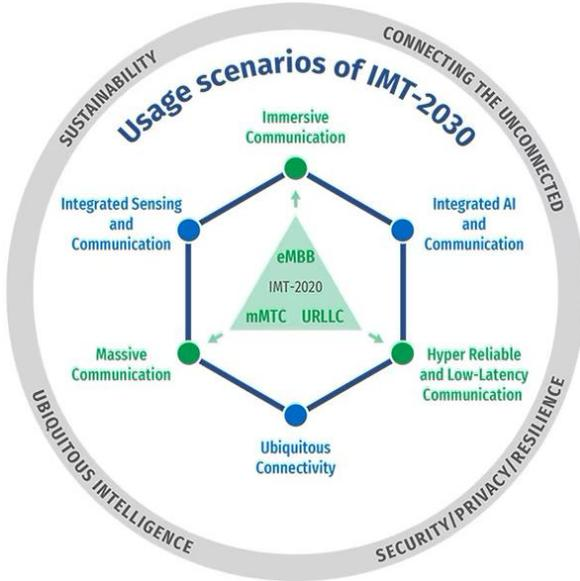 SUSTAINABILITY
CONNECTING THE UNCONNECTED
Usage scenarios of IMT-2030
Immersive
Communication
Integrated Sensing
and
Communication
Integrated AI
and
Communication
eMBB
IMT-2020
mMTC URLLC
Massive
Communication
Hyper Reliable
and Low-Latency
Communication
Ubiquitous
Connectivity
UBIQUITOUS INTELLIGENCE
SECURITY/PRIVACY/RESILIENCE